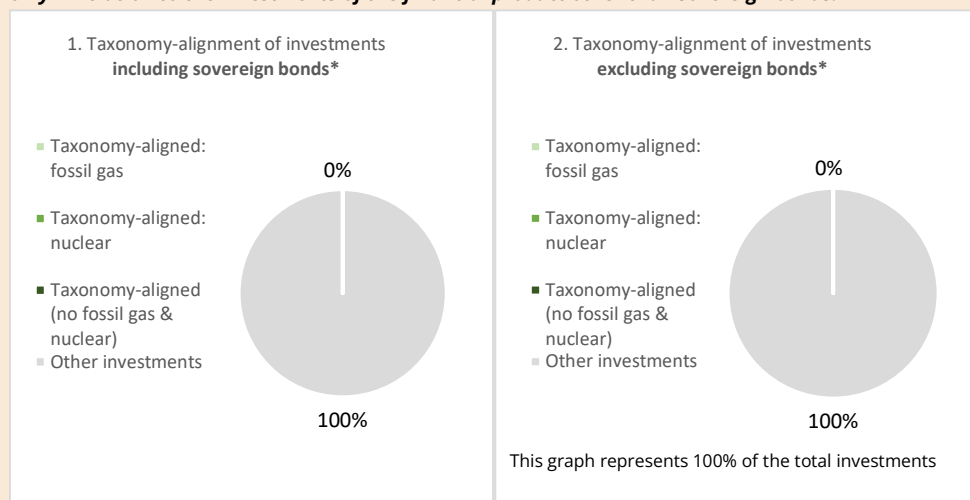 1. Taxonomy-alignment of investments
including sovereign bonds*
Taxonomy-aligned:
fossil gas
Taxonomy-aligned:
nuclear
Taxonomy-aligned
(no fossil gas &
nuclear)
Other investments
0%
100%
2. Taxonomy-alignment of investments
excluding sovereign bonds*
Taxonomy-aligned:
fossil gas
Taxonomy-aligned:
nuclear
Taxonomy-aligned
(no fossil gas &
nuclear)
Other investments
0%
100%
This graph represents 100% of the total investments